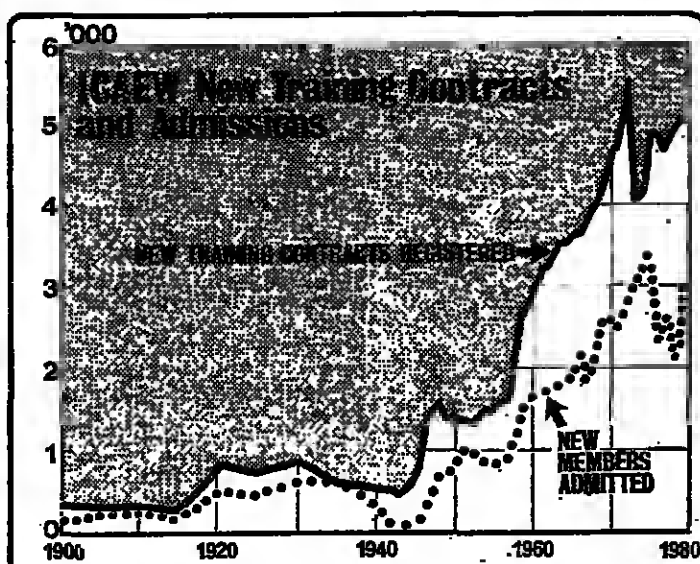 '000
ICAEW New Training Contracts
and Admissions
6
5
4
3
2
1
0
NEW TRAINING CONTRACTS REGISTERED
NEW
MEMBERS
ADMITTED
1900 1920 1940 1960 1980